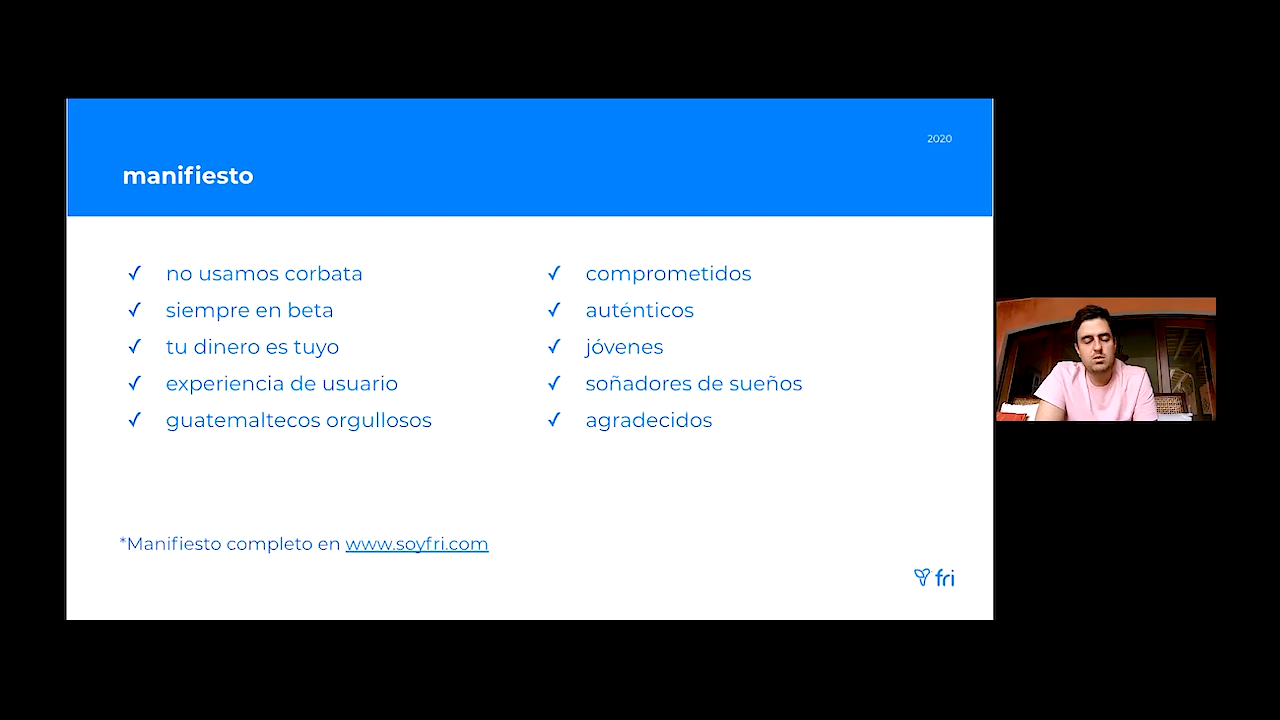 2020
manifiesto
✓ no usamos corbata
✓ siempre en beta
✓ tu dinero es tuyo
✓ experiencia de usuario
✓ guatemaltecos orgullosos
✓ comprometidos
✓ auténticos
✓ jóvenes
✓ soñadores de sueños
✓ agradecidos
*Manifiesto completo en www.soyfri.com
fri